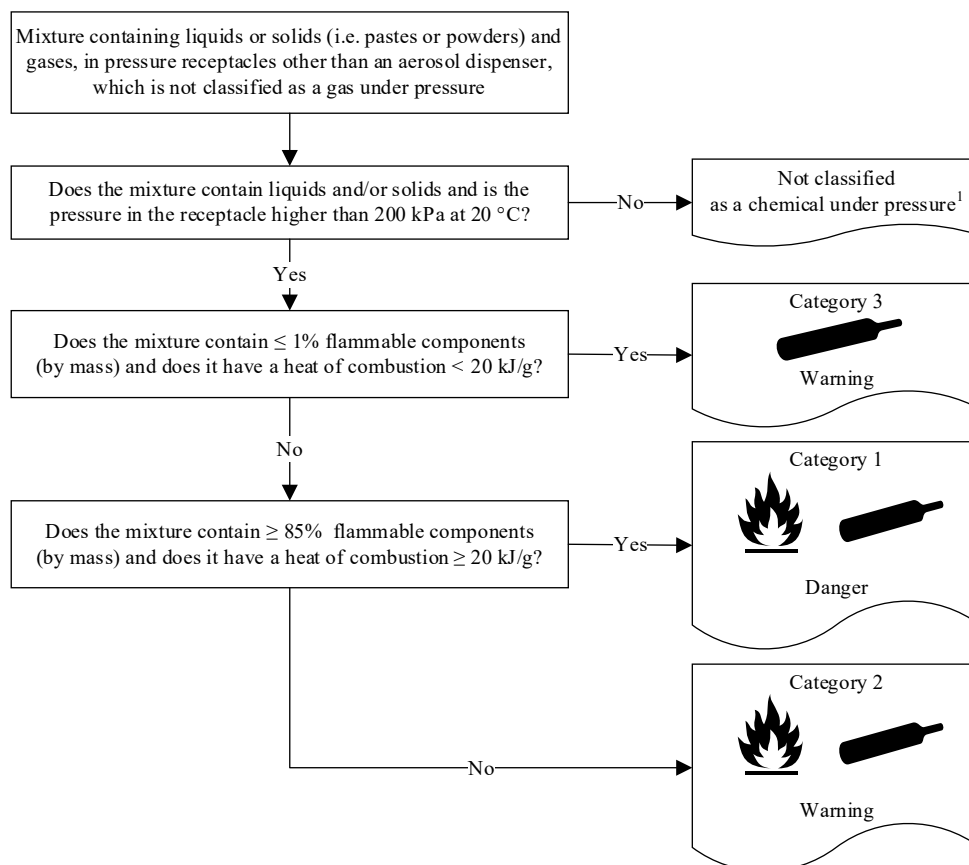 Mixture containing liquids or solids (i.e. pastes or powders) and
gases, in pressure receptacles other than an aerosol dispenser,
which is not classified as a gas under pressure
Does the mixture contain liquids and/or solids and is the
pressure in the receptacle higher than 200 kPa at 20 °C?
No
Not classified
as a chemical under pressure¹
Yes
Does the mixture contain ≤ 1% flammable components
(by mass) and does it have a heat of combustion < 20 kJ/g?
Yes
Category 3
Warning
No
Does the mixture contain ≥ 85% flammable components
(by mass) and does it have a heat of combustion ≥ 20 kJ/g?
Yes
Category 1
Danger
No
Category 2
Warning